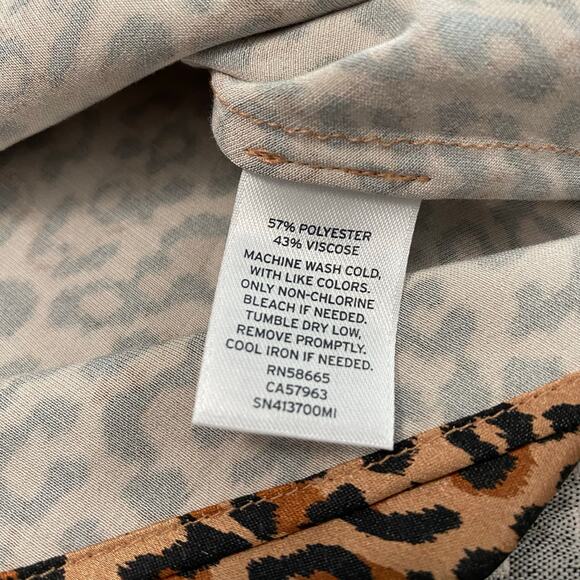 57% POLYESTER
43% VISCOSE
MACHINE WASH COLD,
WITH LIKE COLORS.
ONLY NON-CHLORINE
BLEACH IF NEEDED.
TUMBLE DRY LOW,
REMOVE PROMPTLY.
COOL IRON IF NEEDED.
RN58665
CA57963
SN413700MI